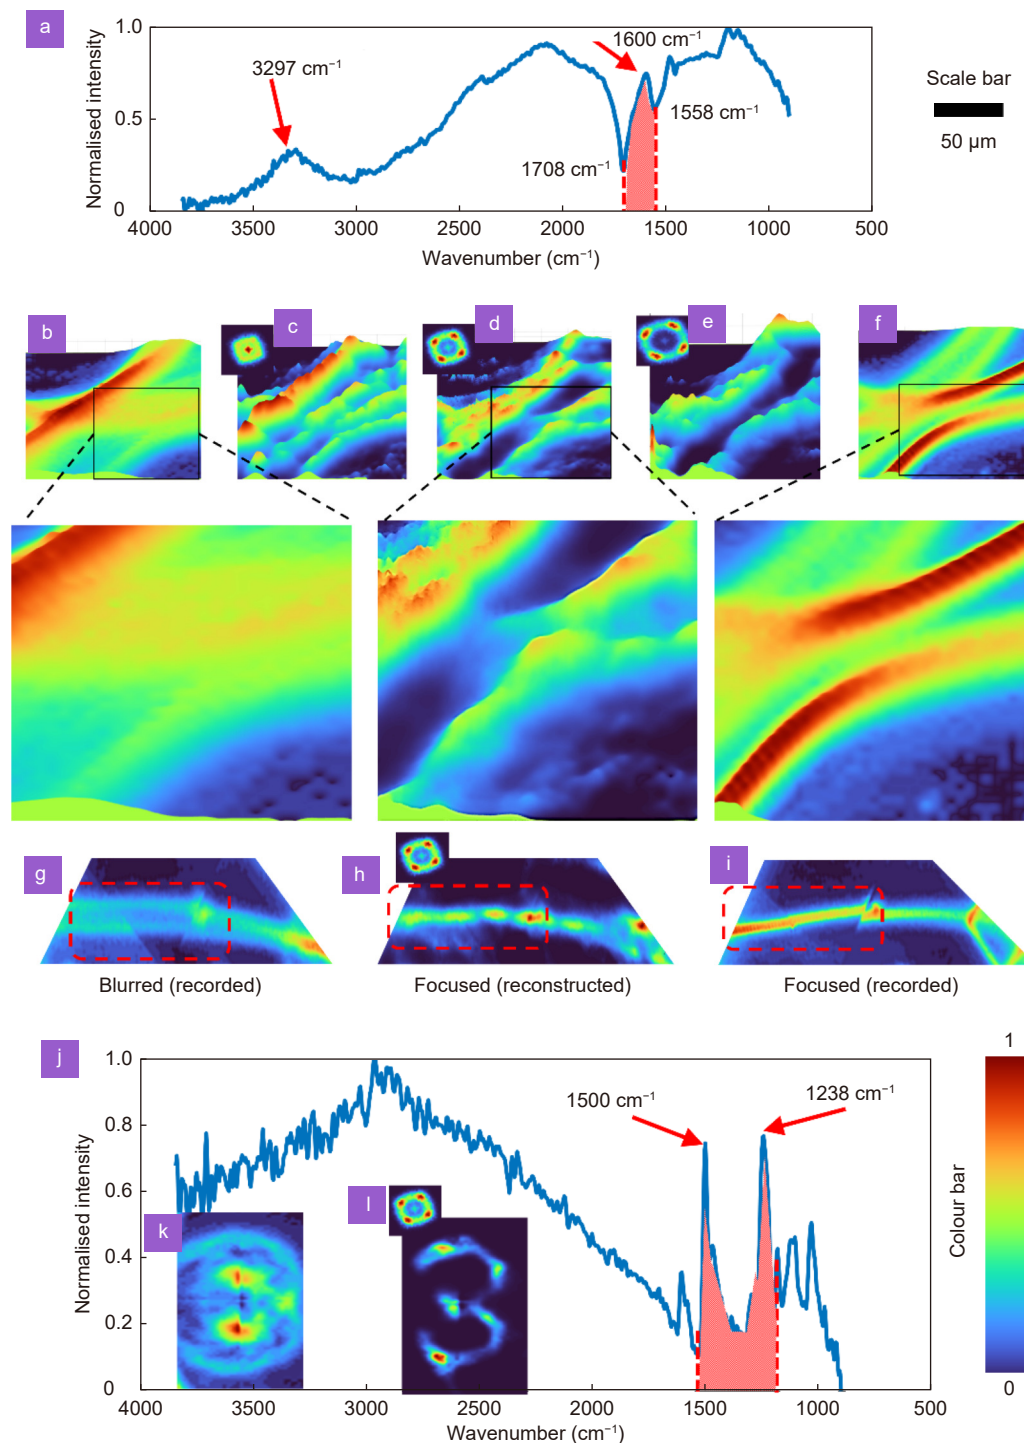 a
1.0
0.5
0
Normalised intensity
3297 cm⁻¹
1600 cm⁻¹
1558 cm⁻¹
1708 cm⁻¹
4000 3500 3000 2500 2000 1500 1000 500
Wavenumber (cm⁻¹)
Scale bar
50 µm
b
c
d
e
f
g
h
i
Blurred (recorded)
Focused (reconstructed)
Focused (recorded)
j
1.0
0.8
0.6
0.4
0.2
0
Normalised intensity
1500 cm⁻¹
1238 cm⁻¹
k
l
4000 3500 3000 2500 2000 1500 1000 500
Wavenumber (cm⁻¹)
1
Colour bar
0